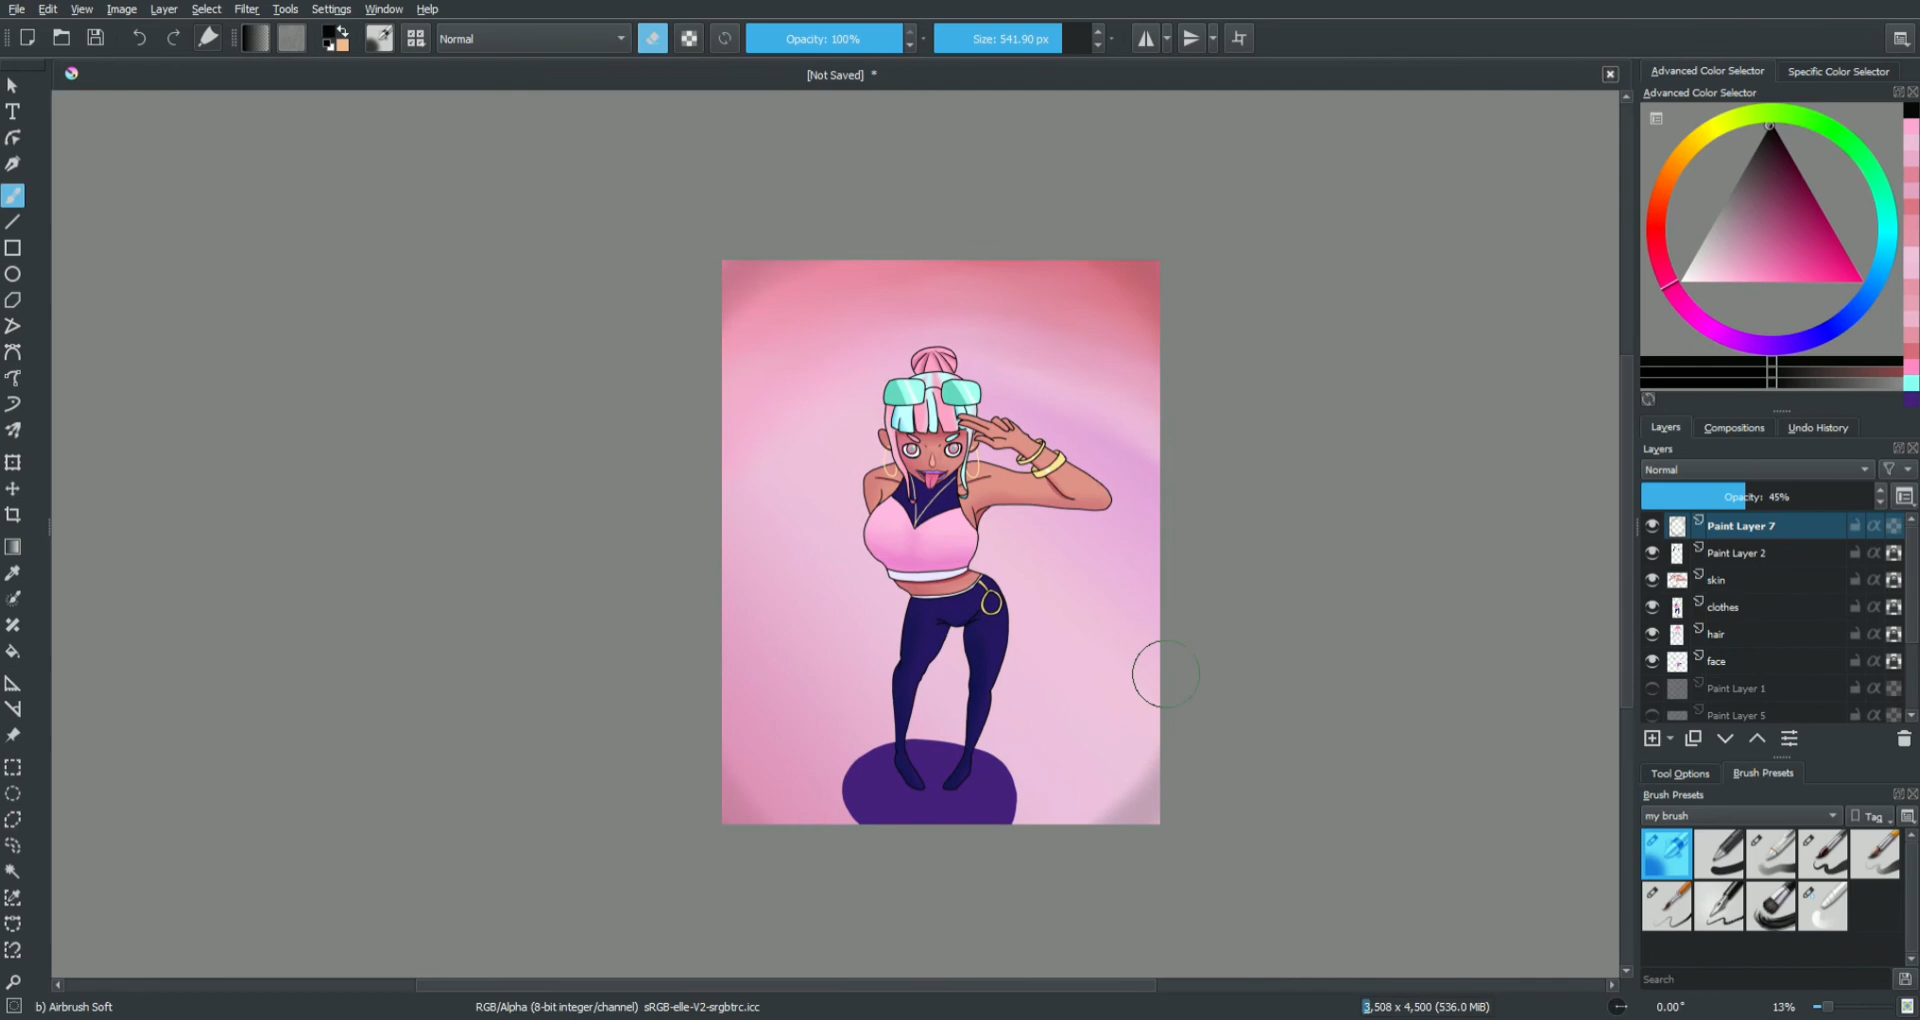 File Edit View Image Layer Select Filter Tools Settings Window Help
Normal
Opacity: 100%
Size: 541.90 px
[Not Saved] *
Advanced Color Selector
Specific Color Selector
Advanced Color Selector
Layers
Compositions
Undo History
Layers
Normal
Opacity: 45%
Paint Layer 7
Paint Layer 2
skin
clothes
hair
face
Paint Layer 1
Paint Layer 5
Tool Options
Brush Presets
Brush Presets
my brush
Tag
Search
b) Airbrush Soft
RGB/Alpha (8-bit integer/channel) sRGB-elle-V2-srgbtrc.icc
3,508 x 4,500 (536.0 MiB)
0.00°
13%